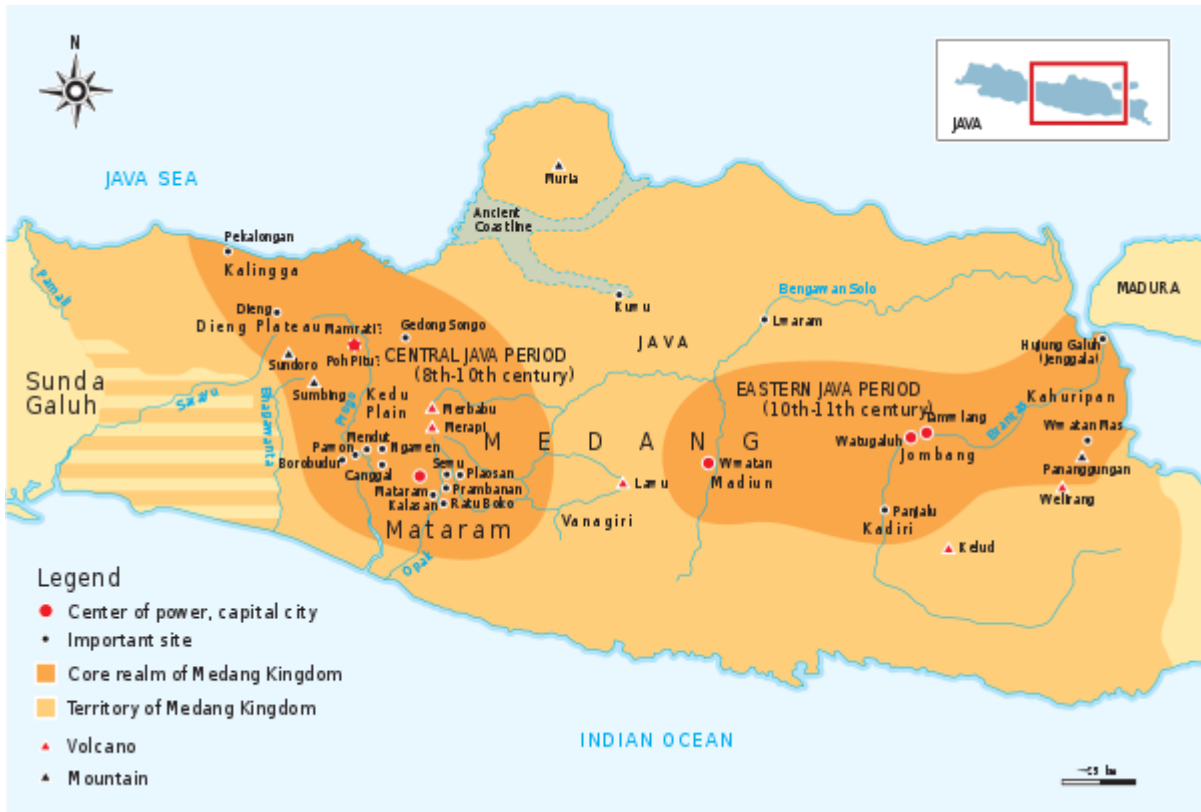 N
JAVA
JAVA SEA
Muria
Ancient
Coastline
Pekalongan
Kalingga
Pamali
MADURA
Bengawan Solo
Kuwu
Lwaram
Dieng
Dieng Plateau
Mamrati?
Gedong Songo
JAVA
Hujung Galuh
(Jenggala)
Poh Pitu?
CENTRAL JAVA PERIOD
(8th-10th century)
Sundoro
Sumbing
Kedu
Plain
Progo
Sunda
Galuh
Serayu
Bhagawanta
EASTERN JAVA PERIOD
(10th-11th century)
Kahuripan
Brantas
Merbabu
Merapi
MEDANG
Watugaluh
Jombang
Wwatan Mas
Pananggungan
Welirang
Mendut
Pawon
Ngawen
Borobudur
Canggal
Sewu
Plaosan
Mataram
Prambanan
Kalasan
Ratu Boko
Mataram
Opak
Lawu
Vanagiri
Wwatan
Madiun
Panjalu
Kadiri
Kelud
Legend
Center of power, capital city
Important site
Core realm of Medang Kingdom
Territory of Medang Kingdom
Volcano
Mountain
INDIAN OCEAN